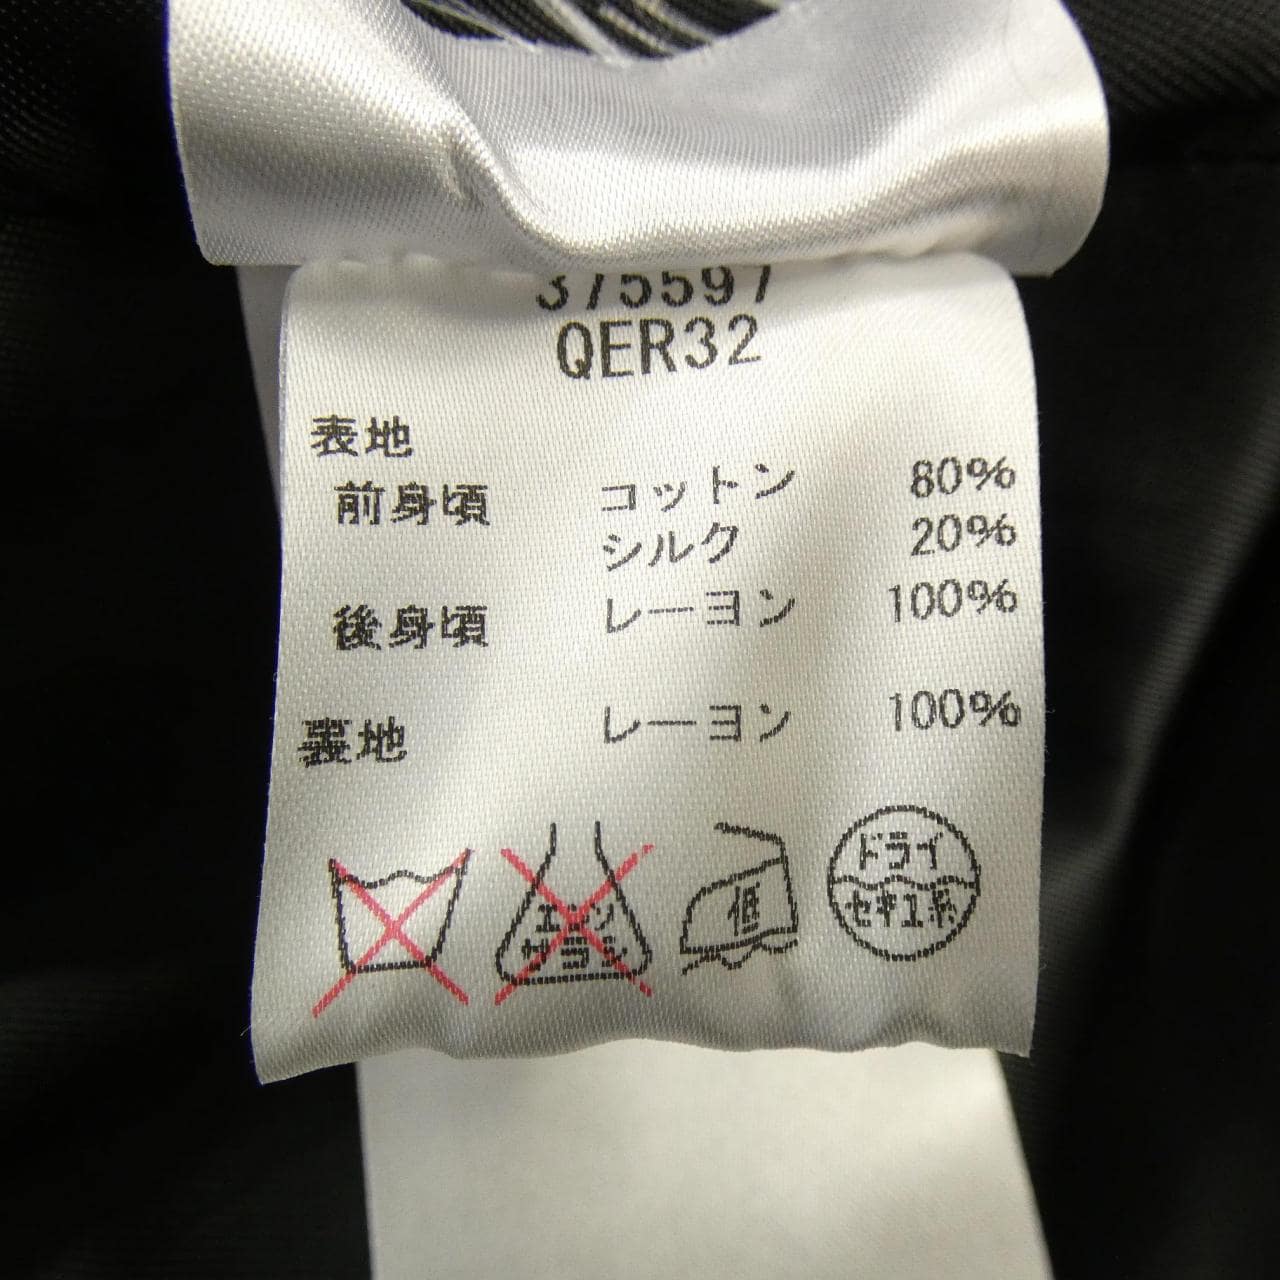 375597
QER32
表地
前身頃 コットン 80%
シルク 20%
後身頃 レーヨン 100%
裏地 レーヨン 100%
エンソ
サラシ
低
ドライ
セキユ系